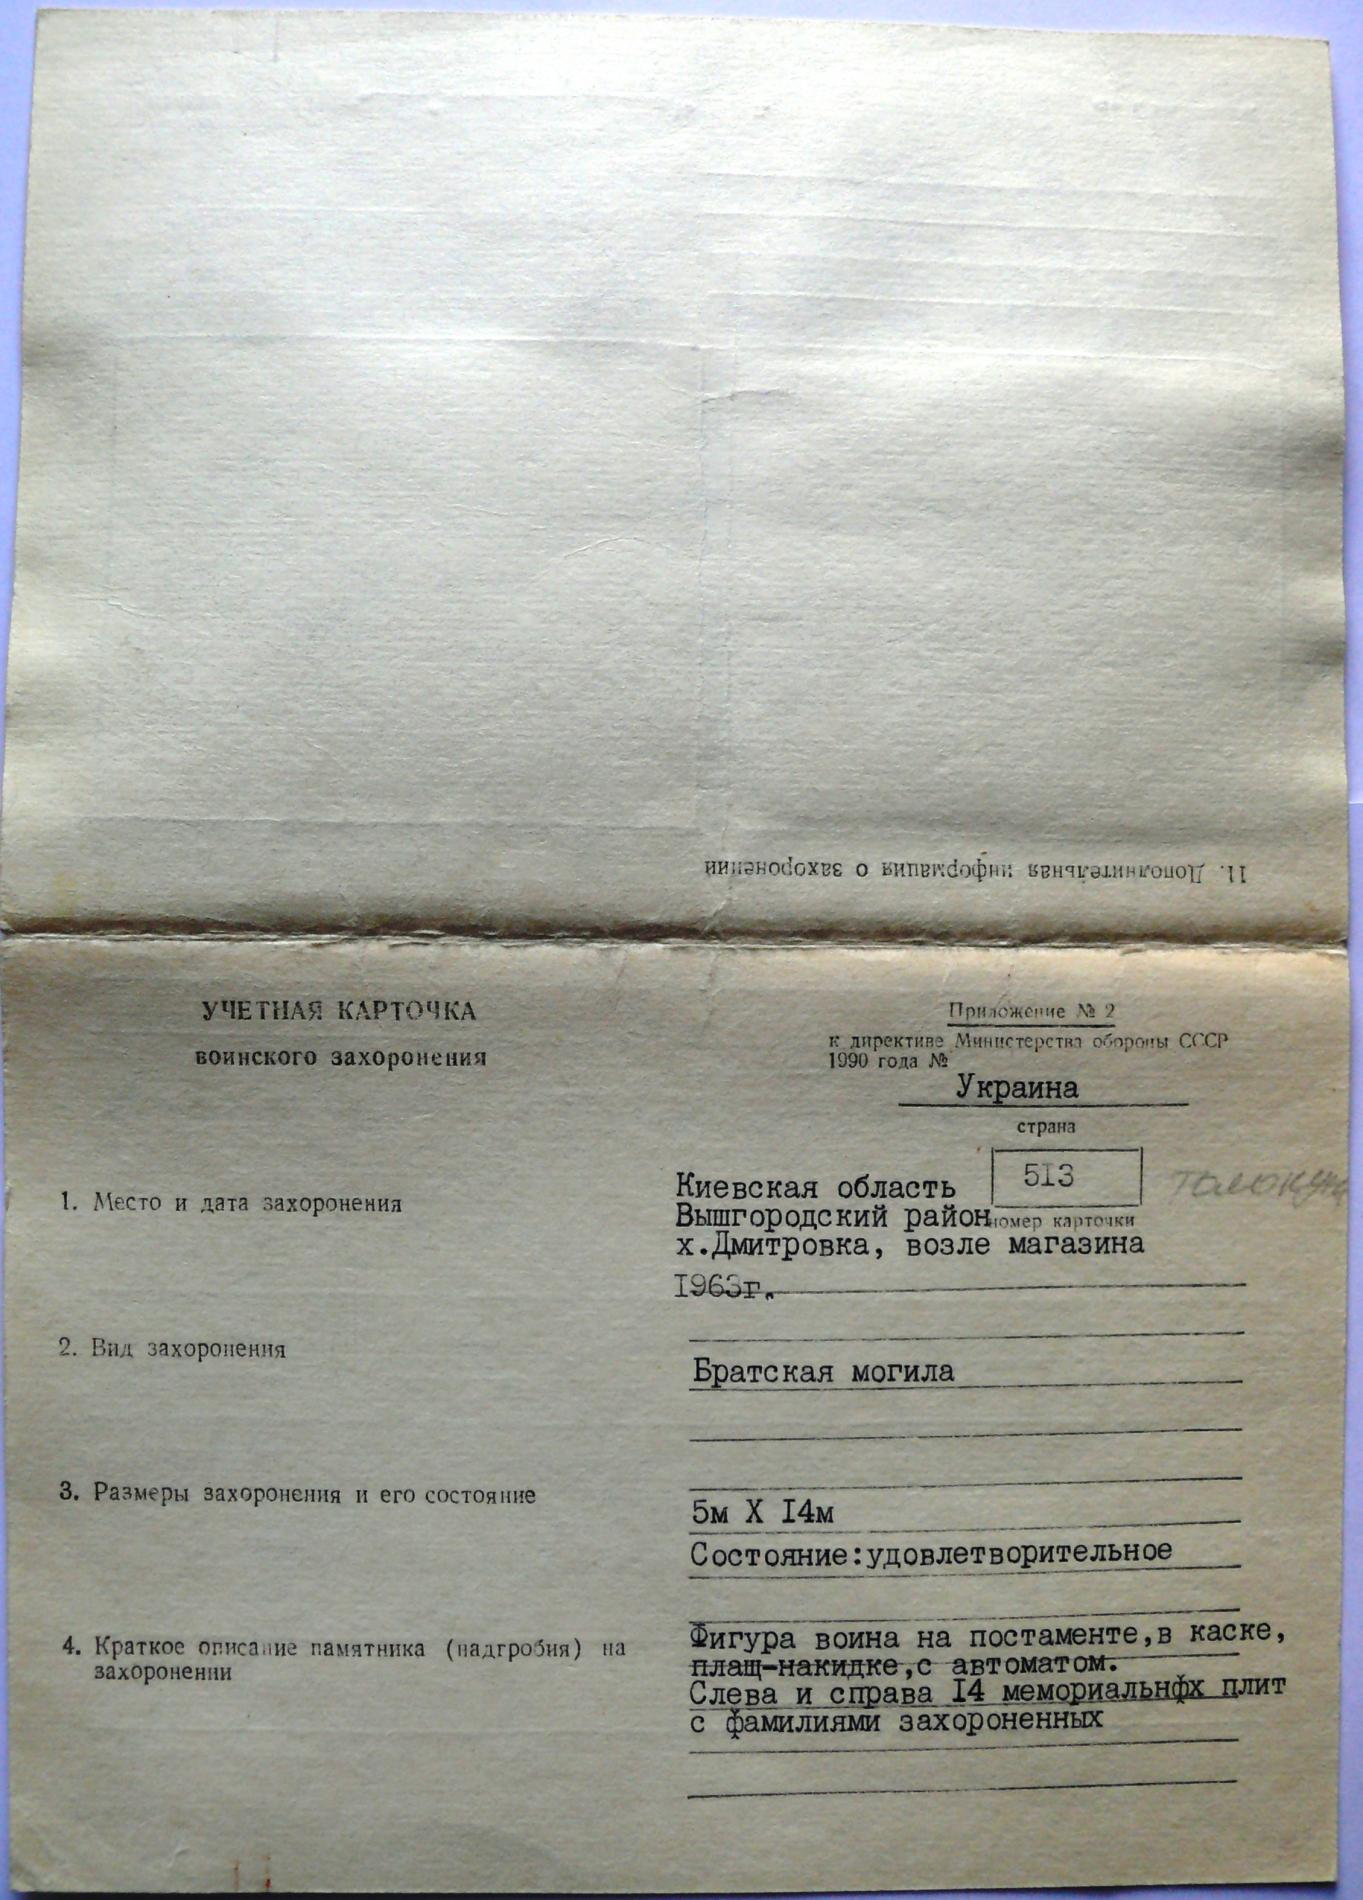 11. Дополнительная информация о захоронении
УЧЕТНАЯ КАРТОЧКА
воинского захоронения
Приложение № 2
к директиве Министерства обороны СССР
1990 года №
Украина
страна
513
номер карточки
1. Место и дата захоронения
Киевская область
Вышгородский район
х.Дмитровка, возле магазина
1963г.
2. Вид захоронения
Братская могила
3. Размеры захоронения и его состояние
5м X 14м
Состояние:удовлетворительное
4. Краткое описание памятника (надгробия) на
захоронении
Фигура воина на постаменте,в каске,
плащ-накидке,с автоматом.
Слева и справа 14 мемориальнфх плит
с фамилиями захороненных